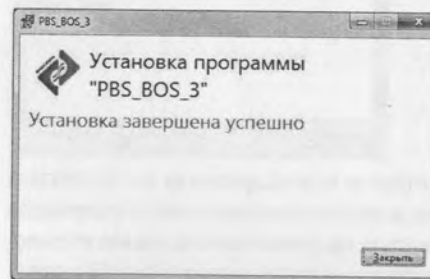 PBS_BOS_3
Установка программы
"PBS_BOS_3"
Установка завершена успешно
Закрыть